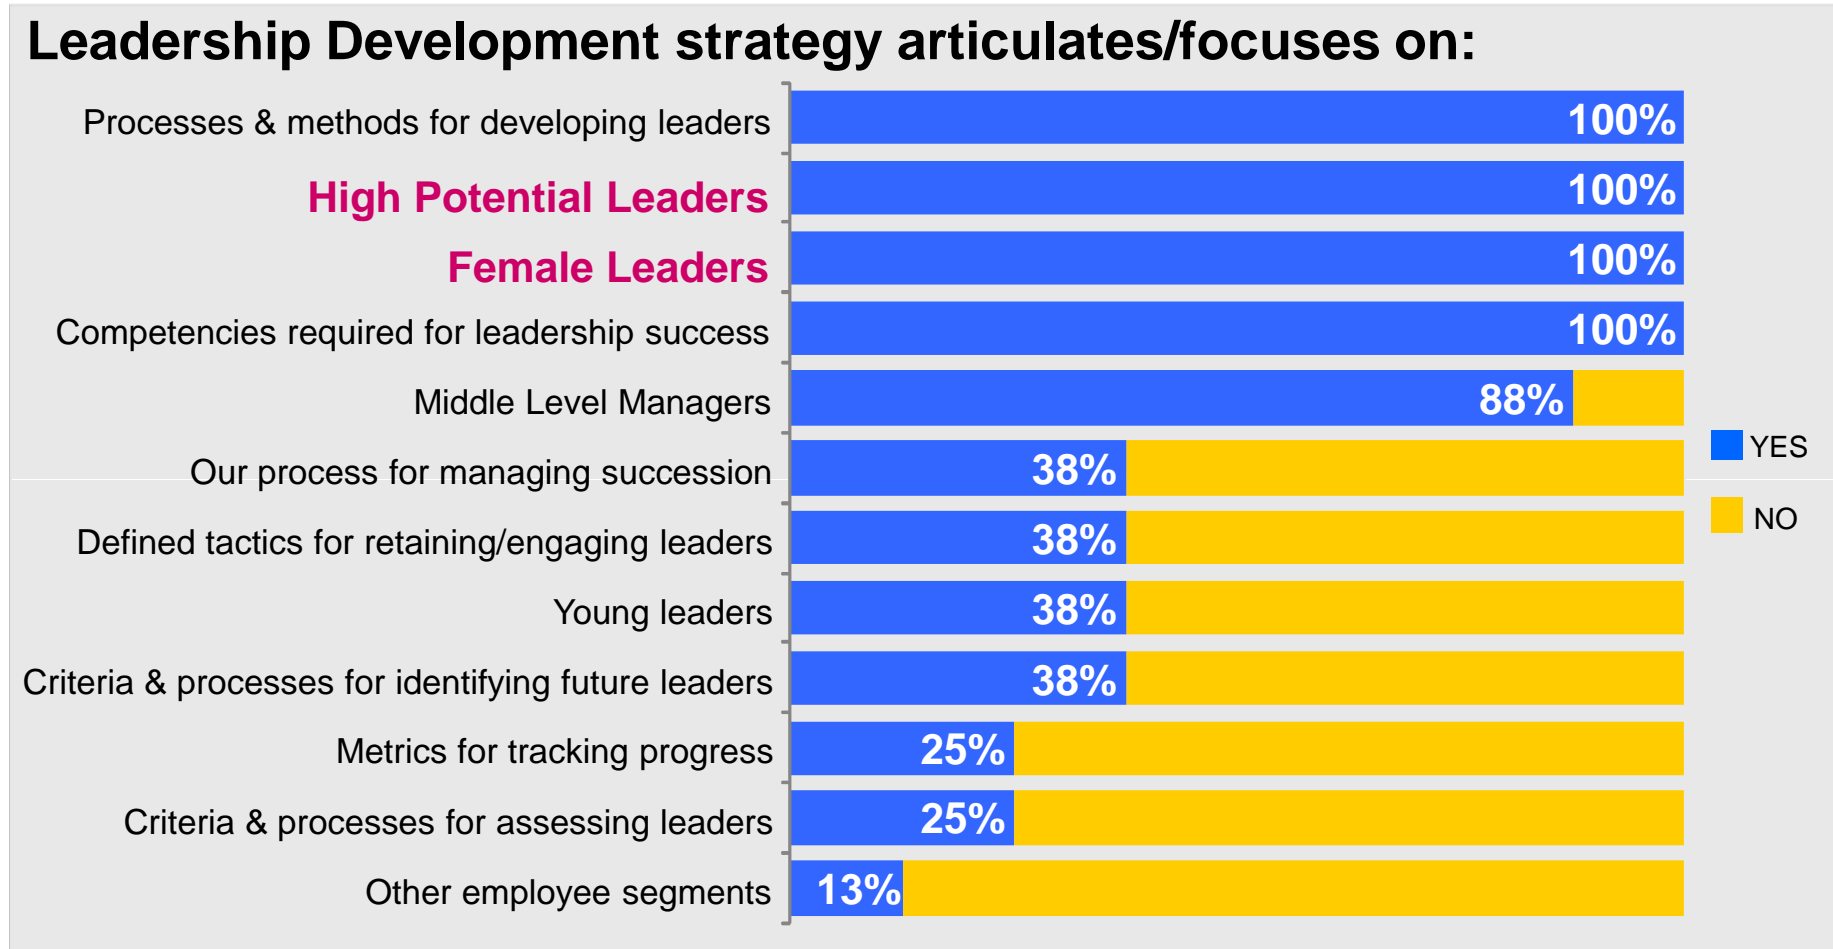 Leadership Development strategy articulates/focuses on:
Processes & methods for developing leaders 100%
High Potential Leaders 100%
Female Leaders 100%
Competencies required for leadership success 100%
Middle Level Managers 88%
Our process for managing succession 38%
Defined tactics for retaining/engaging leaders 38%
Young leaders 38%
Criteria & processes for identifying future leaders 38%
Metrics for tracking progress 25%
Criteria & processes for assessing leaders 25%
Other employee segments 13%
YES
NO